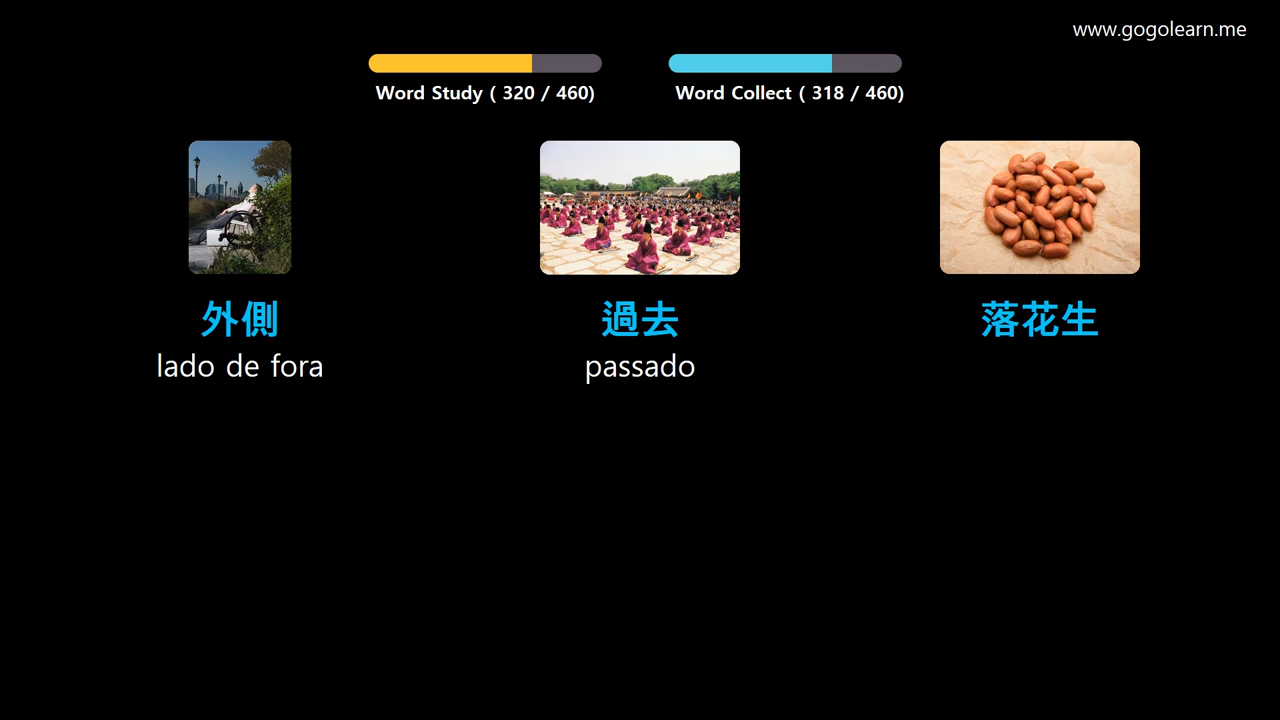 www.gogolearn.me
Word Study ( 320 / 460)
Word Collect ( 318 / 460)
外側
lado de fora
過去
passado
落花生